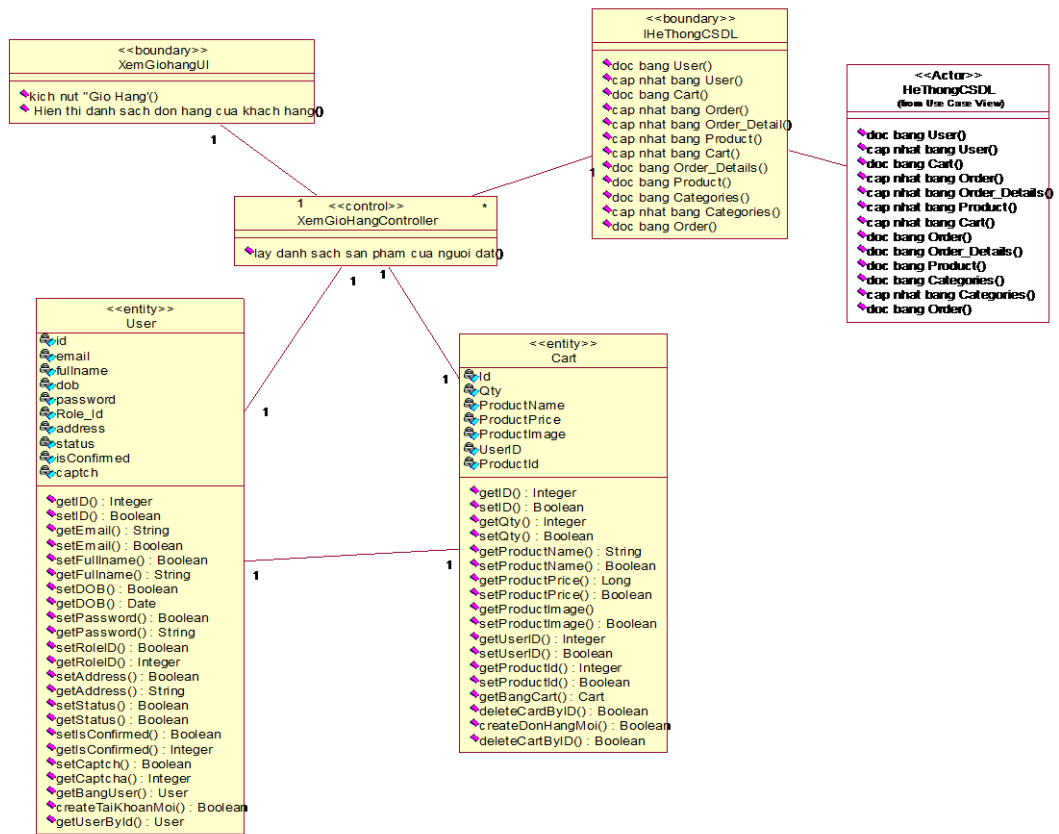 <<boundary>>
XemGiohangUI
kich nut "Gio Hang'()
Hien thi danh sach don hang cua khach hang()
1
<<boundary>>
IHeThongCSDL
doc bang User()
cap nhat bang User()
doc bang Cart()
cap nhat bang Order()
cap nhat bang Order_Detail()
cap nhat bang Product()
cap nhat bang Cart()
doc bang Order_Details()
doc bang Product()
doc bang Categories()
cap nhat bang Categories()
doc bang Order()
1
<<Actor>>
HeThongCSDL
(from Use Case View)
doc bang User()
cap nhat bang User()
doc bang Cart()
cap nhat bang Order()
cap nhat bang Order_Details()
cap nhat bang Product()
cap nhat bang Cart()
doc bang Order()
doc bang Order_Details()
doc bang Product()
doc bang Categories()
cap nhat bang Categories()
doc bang Order()
1
<<control>>
*
XemGioHangController
lay danh sach san pham cua nguoi dat()
1
1
<<entity>>
User
id
email
fullname
dob
password
Role_Id
address
status
isConfirmed
captch
getID() : Integer
setID() : Boolean
getEmail() : String
setEmail() : Boolean
setFullname() : Boolean
getFullname() : String
setDOB() : Boolean
getDOB() : Date
setPassword() : Boolean
getPassword() : String
setRoleID() : Boolean
getRoleID() : Integer
setAddress() : Boolean
getAddress() : String
setStatus() : Boolean
getStatus() : Boolean
setIsConfirmed() : Boolean
getIsConfirmed() : Integer
setCaptch() : Boolean
getCaptcha() : Integer
getBangUser() : User
createTaiKhoanMoi() : Boolean
getUserById() : User
1
1
<<entity>>
Cart
Id
Qty
ProductName
ProductPrice
ProductImage
UserID
ProductId
getID() : Integer
setID() : Boolean
getQty() : Integer
setQty() : Boolean
getProductName() : String
setProductName() : Boolean
getProductPrice() : Long
setProductPrice() : Boolean
getProductImage()
setProductImage() : Boolean
getUserID() : Integer
setUserID() : Boolean
getProductId() : Integer
setProductId() : Boolean
getBangCart() : Cart
deleteCardByID() : Boolean
createDonHangMoi() : Boolean
deleteCartByID() : Boolean
1
1